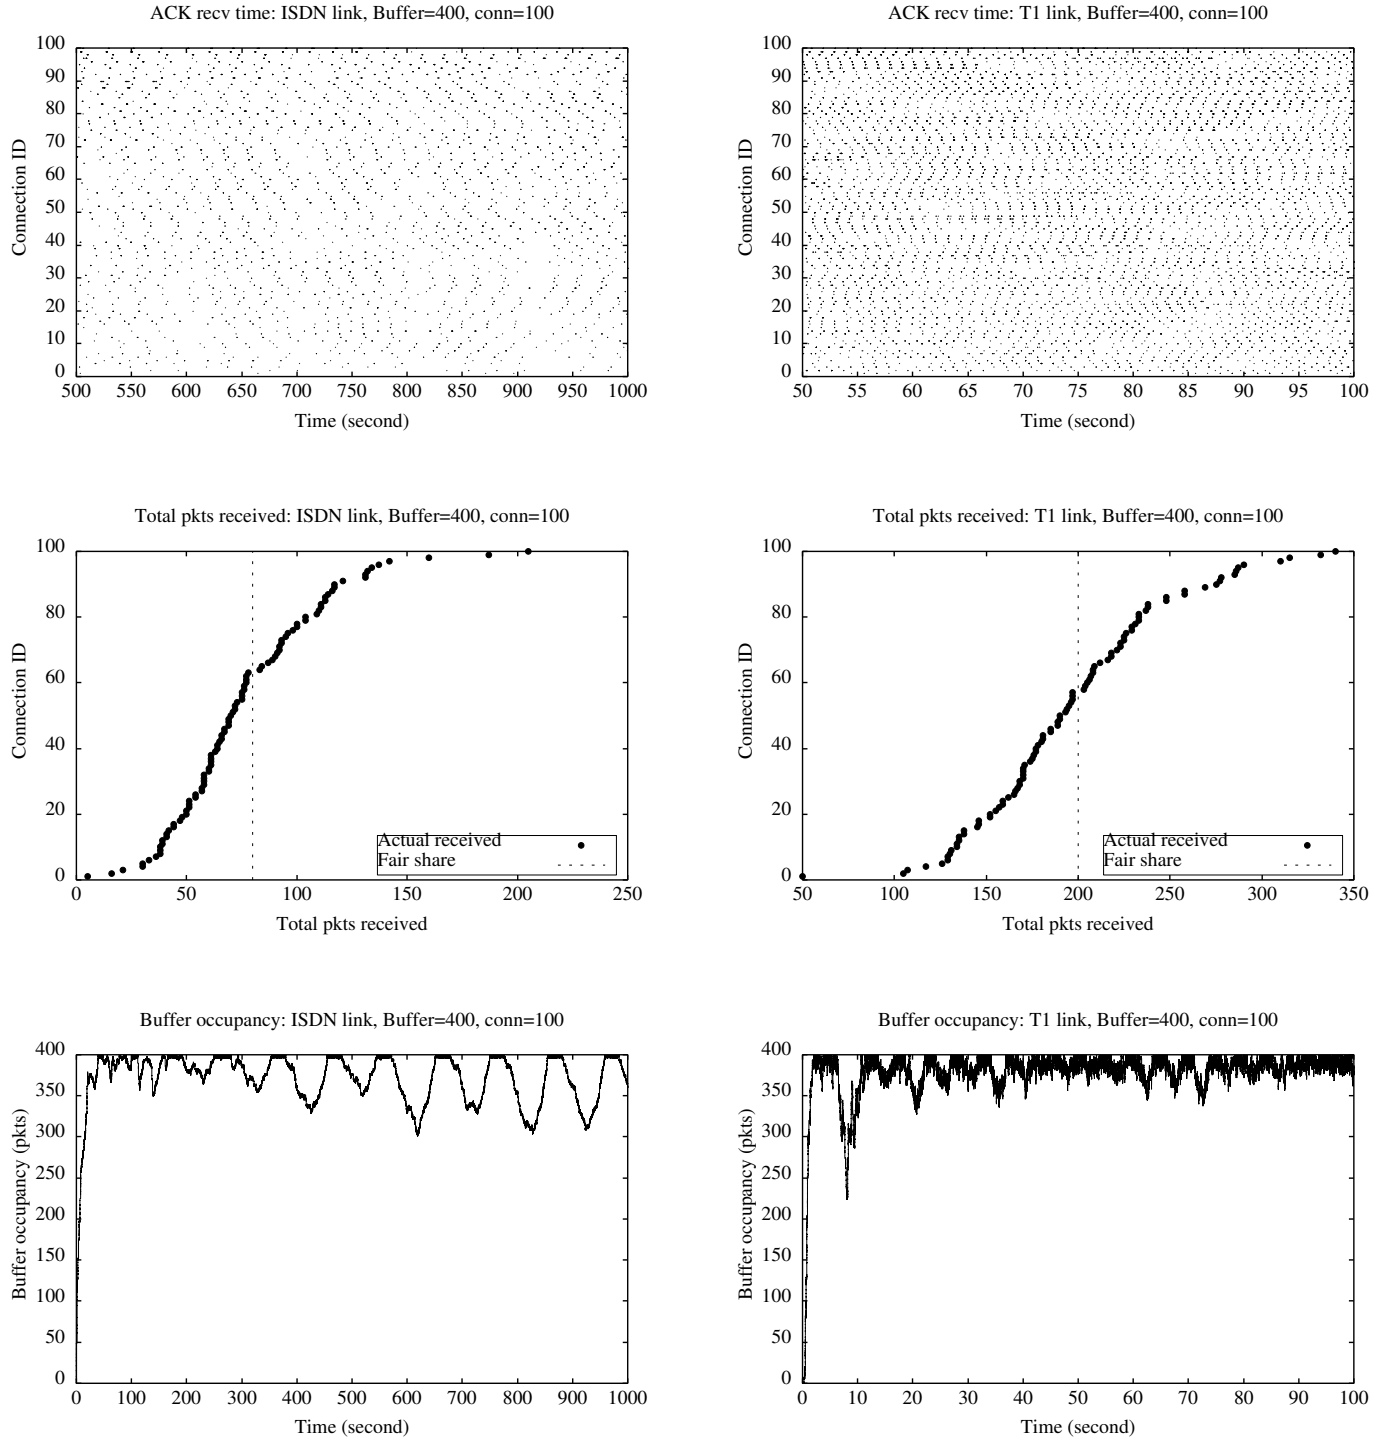 ACK recv time: ISDN link, Buffer=400, conn=100
Connection ID
100
90
80
70
60
50
40
30
20
10
0
500 550 600 650 700 750 800 850 900 950 1000
Time (second)
ACK recv time: T1 link, Buffer=400, conn=100
Connection ID
100
90
80
70
60
50
40
30
20
10
0
50 55 60 65 70 75 80 85 90 95 100
Time (second)
Total pkts received: ISDN link, Buffer=400, conn=100
Connection ID
100
80
60
40
20
0
Actual received
Fair share
0 50 100 150 200 250
Total pkts received
Total pkts received: T1 link, Buffer=400, conn=100
Connection ID
100
80
60
40
20
0
Actual received
Fair share
50 100 150 200 250 300 350
Total pkts received
Buffer occupancy: ISDN link, Buffer=400, conn=100
Buffer occupancy (pkts)
400
350
300
250
200
150
100
50
0
0 100 200 300 400 500 600 700 800 900 1000
Time (second)
Buffer occupancy: T1 link, Buffer=400, conn=100
Buffer occupancy (pkts)
400
350
300
250
200
150
100
50
0
0 10 20 30 40 50 60 70 80 90 100
Time (second)